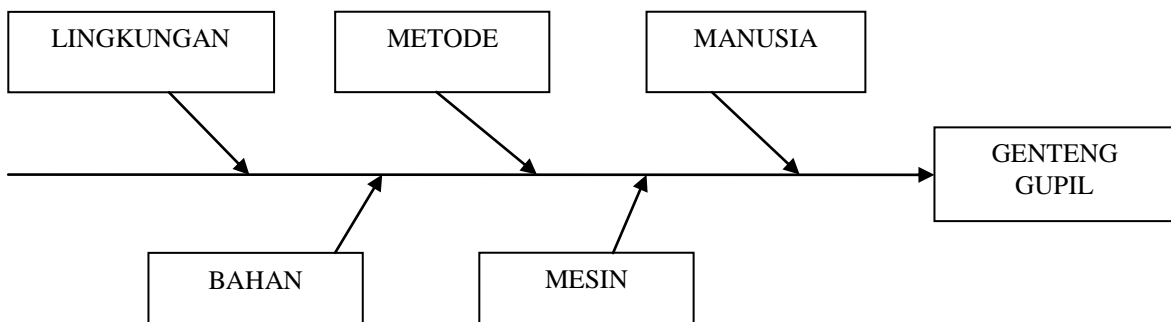 LINGKUNGAN
METODE
MANUSIA
GENTENG
GUPIL
BAHAN
MESIN